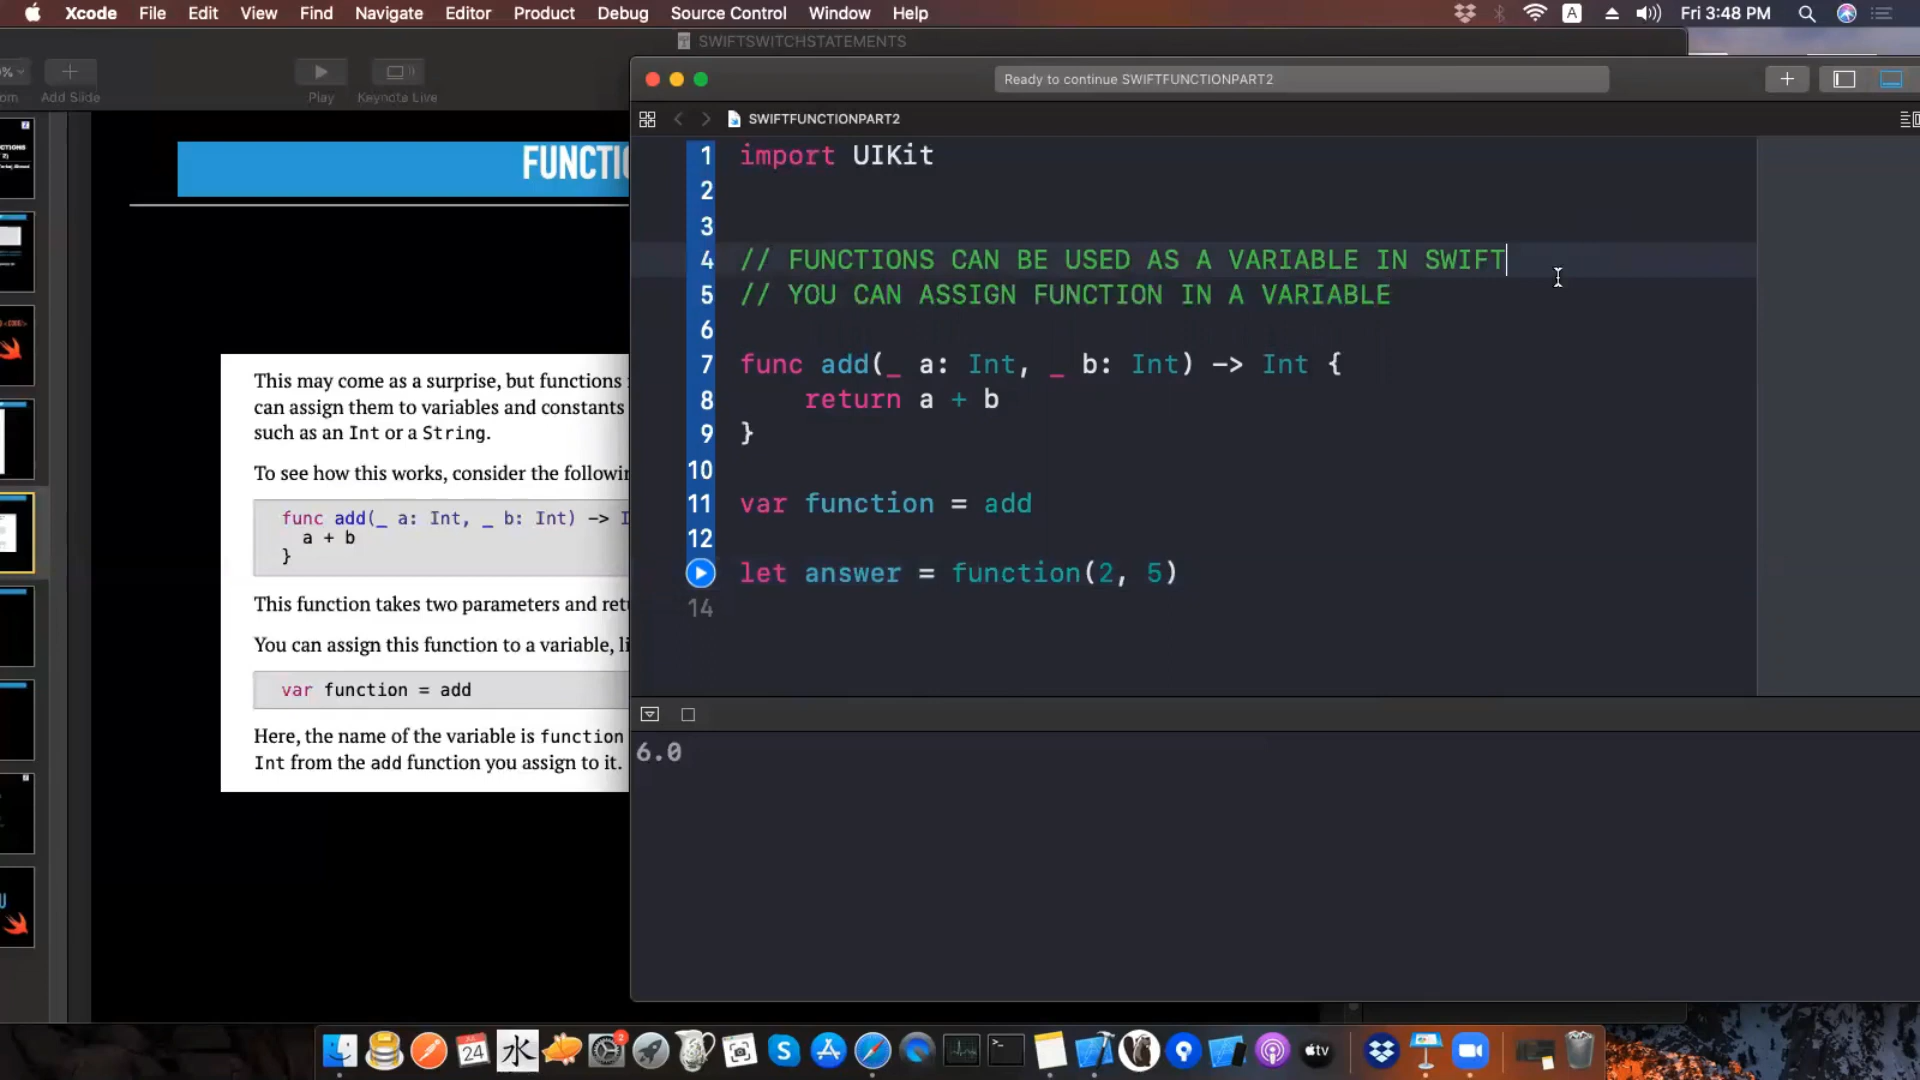 Xcode File Edit View Find Navigate Editor Product Debug Source Control Window Help
A Fri 3:48 PM
SWIFTSWITCHSTATEMENTS
Add Slide Play Keynote Live
Ready to continue SWIFTFUNCTIONPART2
SWIFTFUNCTIONPART2
FUNCTI
This may come as a surprise, but functions
can assign them to variables and constants
such as an Int or a String.
To see how this works, consider the followin
func add(_ a: Int, _ b: Int) -> I
a + b
}
This function takes two parameters and retu
You can assign this function to a variable, li
var function = add
Here, the name of the variable is function
Int from the add function you assign to it.
1 import UIKit
2
3
4 // FUNCTIONS CAN BE USED AS A VARIABLE IN SWIFT
5 // YOU CAN ASSIGN FUNCTION IN A VARIABLE
6
7 func add(_ a: Int, _ b: Int) -> Int {
8 return a + b
9 }
10
11 var function = add
12
let answer = function(2, 5)
14
6.0
24
水
2
tv